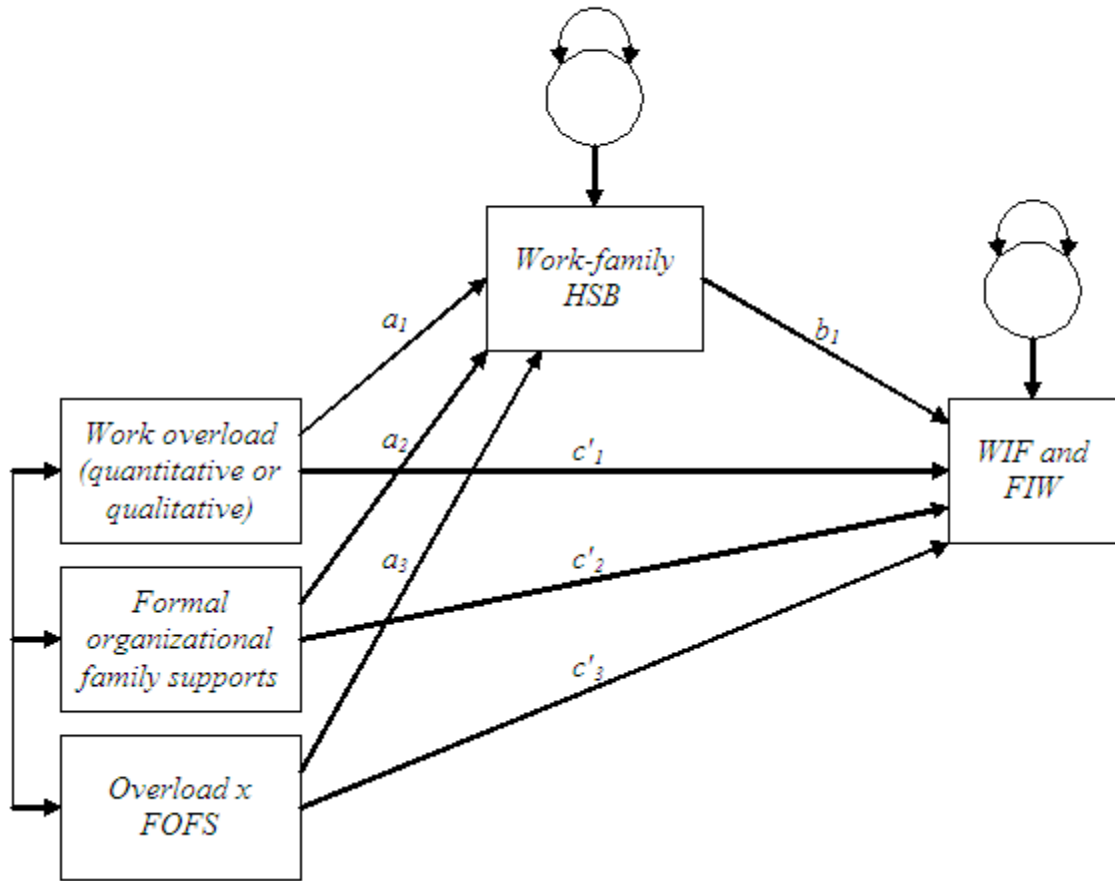 Work-family
HSB
a1
b1
Work overload
(quantitative or
qualitative)
a2
c'1
WIF and
FIW
a3
c'2
Formal
organizational
family supports
c'3
Overload x
FOFS